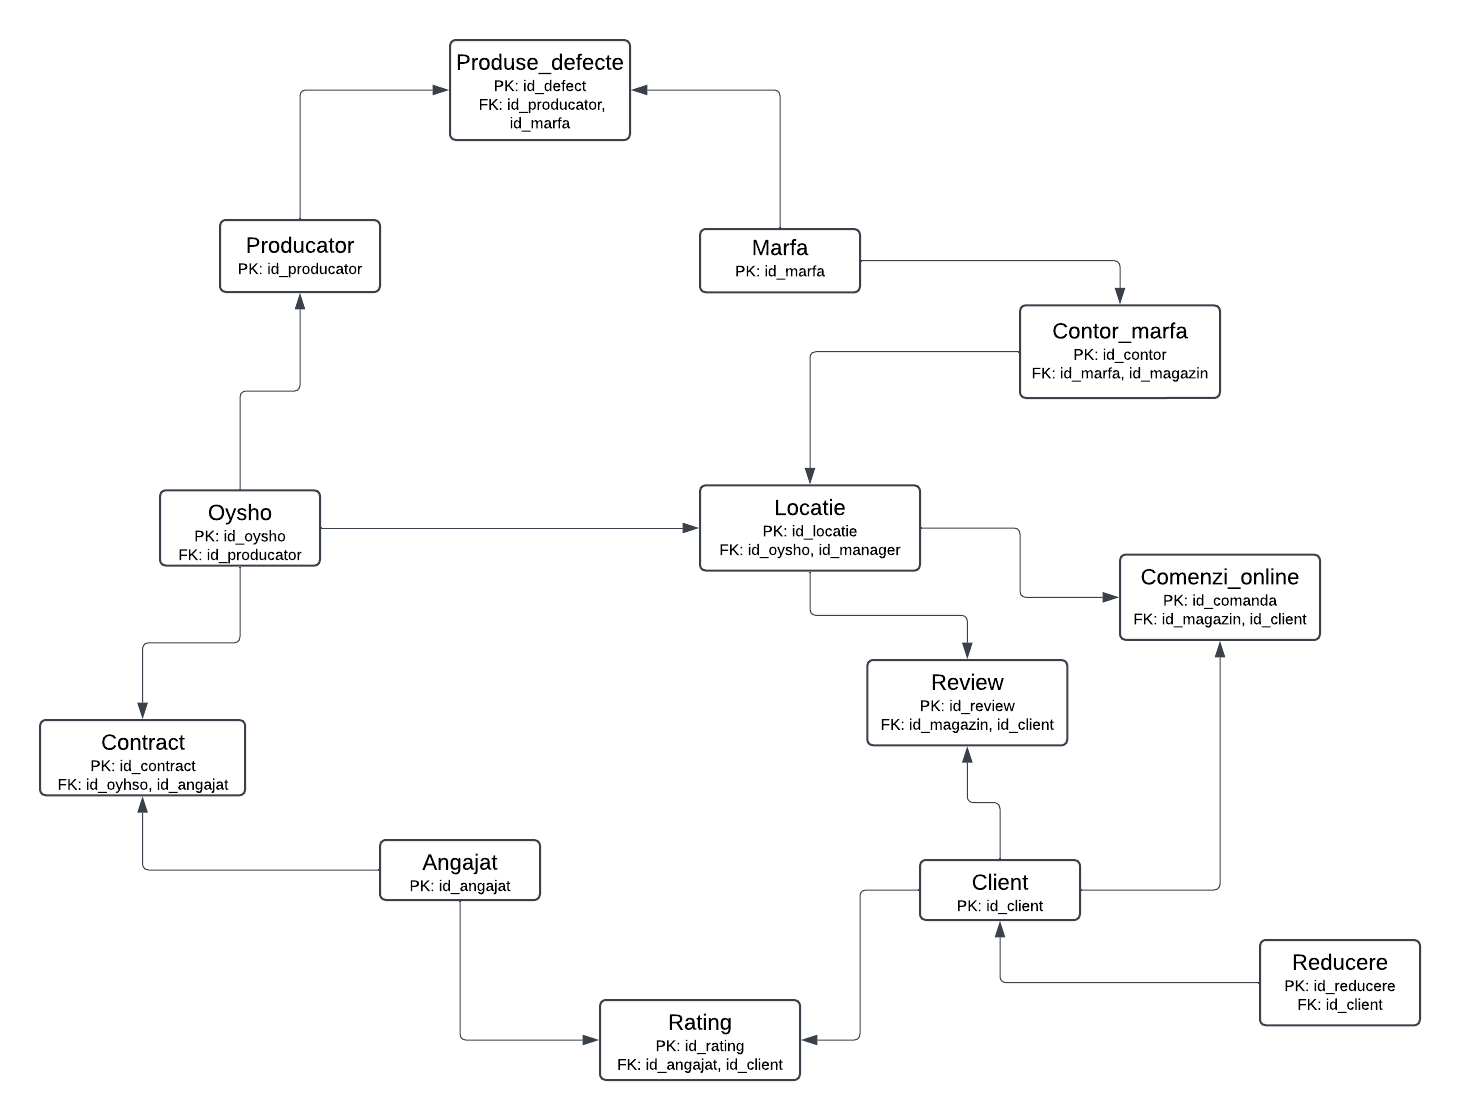 Produse_defecte
PK: id_defect
FK: id_producator,
id_marfa
Producator
PK: id_producator
Marfa
PK: id_marfa
Contor_marfa
PK: id_contor
FK: id_marfa, id_magazin
Oysho
PK: id_oysho
FK: id_producator
Locatie
PK: id_locatie
FK: id_oysho, id_manager
Comenzi_online
PK: id_comanda
FK: id_magazin, id_client
Review
PK: id_review
FK: id_magazin, id_client
Contract
PK: id_contract
FK: id_oyhso, id_angajat
Angajat
PK: id_angajat
Client
PK: id_client
Reducere
PK: id_reducere
FK: id_client
Rating
PK: id_rating
FK: id_angajat, id_client